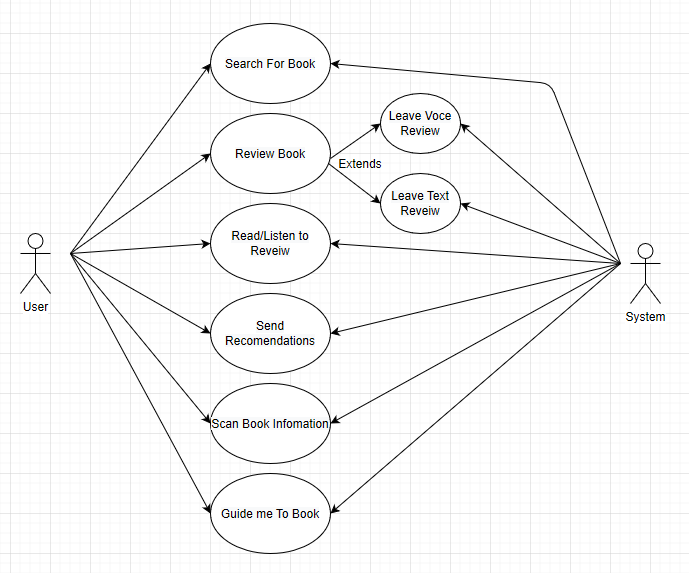 Search For Book
Leave Voce
Review
Review Book
Extends
Leave Text
Reveiw
Read/Listen to
Reveiw
User
System
Send
Recomendations
Scan Book Infomation
Guide me To Book